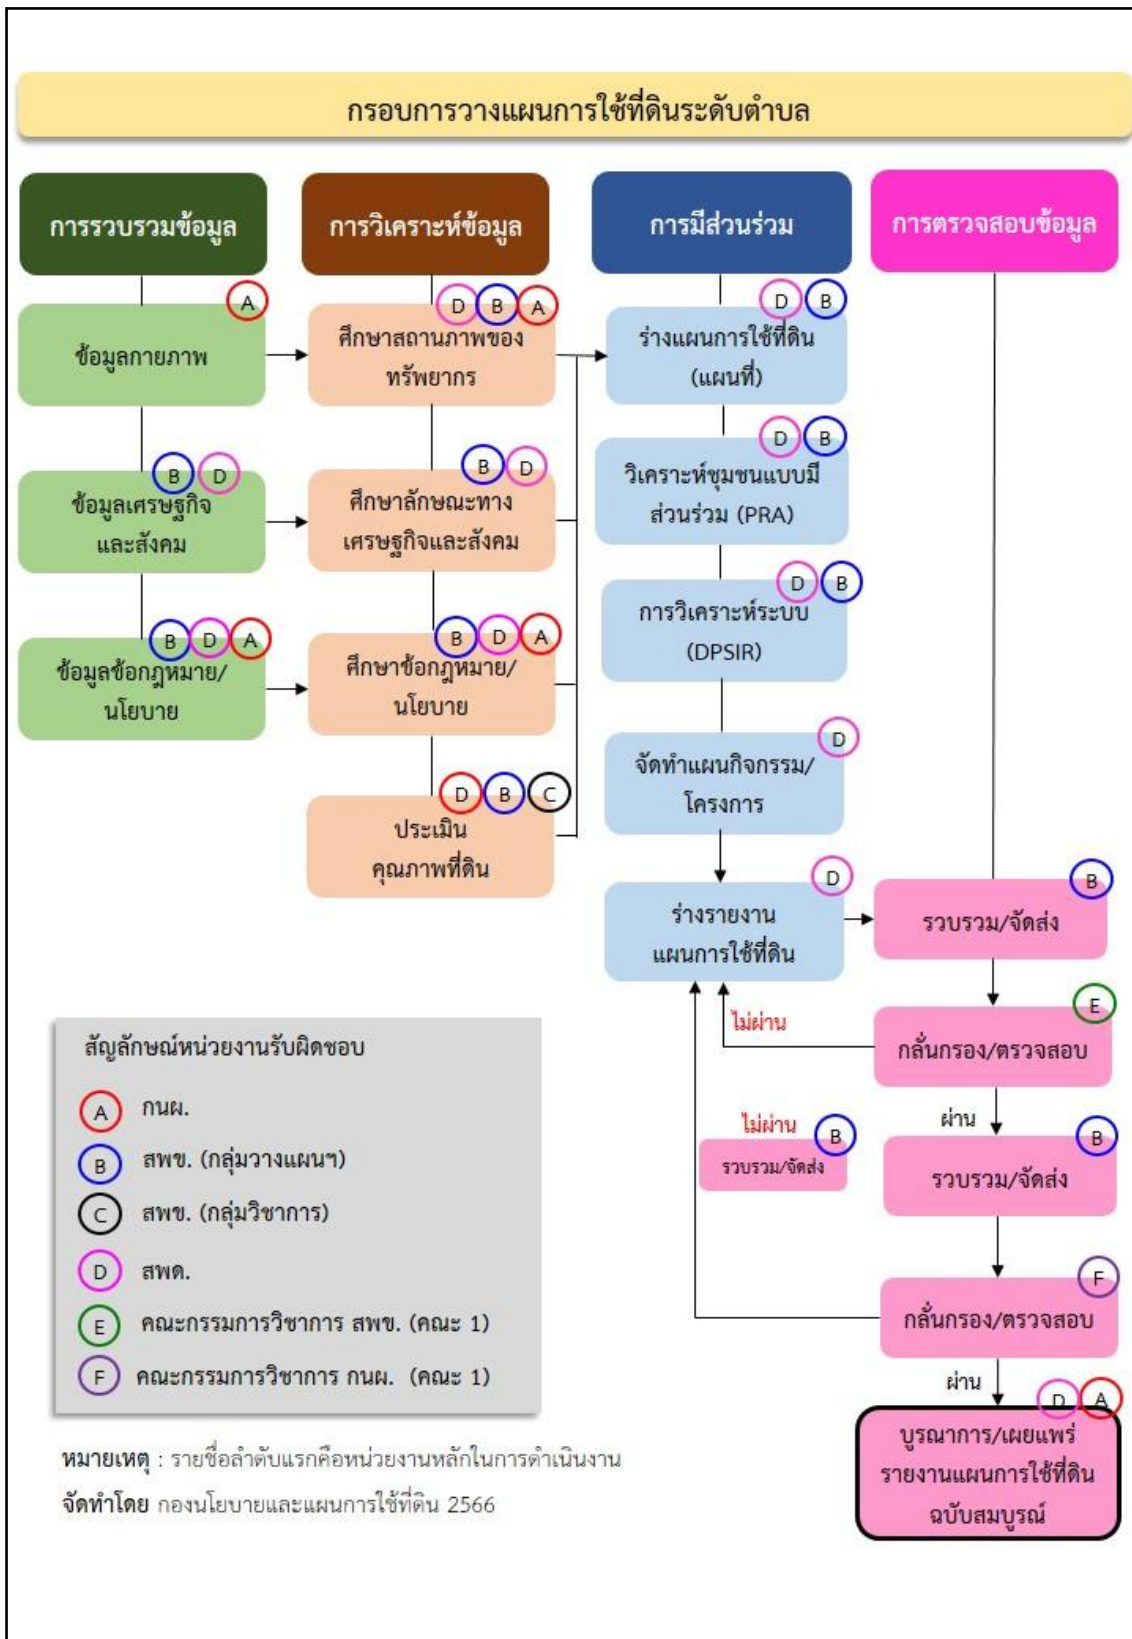 กรอบการวางแผนการใช้ที่ดินระดับตำบล
การรวบรวมข้อมูล
A
ข้อมูลกายภาพ
B D
ข้อมูลเศรษฐกิจ
และสังคม
B D A
ข้อมูลข้อกฎหมาย/
นโยบาย
การวิเคราะห์ข้อมูล
D B A
ศึกษาสถานภาพของ
ทรัพยากร
B D
ศึกษาลักษณะทาง
เศรษฐกิจและสังคม
B D A
ศึกษาข้อกฎหมาย/
นโยบาย
D B C
ประเมิน
คุณภาพที่ดิน
การมีส่วนร่วม
D B
ร่างแผนการใช้ที่ดิน
(แผนที่)
D B
วิเคราะห์ชุมชนแบบมี
ส่วนร่วม (PRA)
D B
การวิเคราะห์ระบบ
(DPSIR)
D
จัดทำแผนกิจกรรม/
โครงการ
D
ร่างรายงาน
แผนการใช้ที่ดิน
การตรวจสอบข้อมูล
B
รวบรวม/จัดส่ง
E
กลั่นกรอง/ตรวจสอบ
ไม่ผ่าน
ผ่าน
B
รวบรวม/จัดส่ง
ไม่ผ่าน
B
รวบรวม/จัดส่ง
F
กลั่นกรอง/ตรวจสอบ
ผ่าน
D A
บูรณาการ/เผยแพร่
รายงานแผนการใช้ที่ดิน
ฉบับสมบูรณ์
สัญลักษณ์หน่วยงานรับผิดชอบ
A กนผ.
B สพข. (กลุ่มวางแผนฯ)
C สพข. (กลุ่มวิชาการ)
D สพด.
E คณะกรรมการวิชาการ สพข. (คณะ 1)
F คณะกรรมการวิชาการ กนผ. (คณะ 1)
หมายเหตุ : รายชื่อลำดับแรกคือหน่วยงานหลักในการดำเนินงาน
จัดทำโดย กองนโยบายและแผนการใช้ที่ดิน 2566